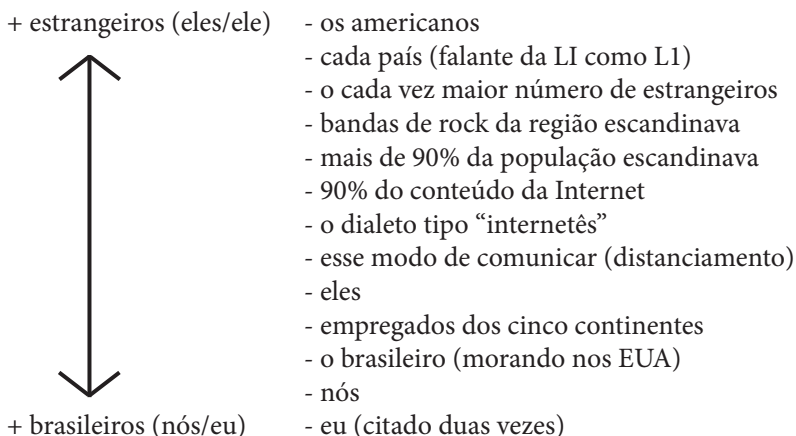 + estrangeiros (eles/ele) - os americanos
- cada país (falante da LI como L1)
- o cada vez maior número de estrangeiros
- bandas de rock da região escandinava
- mais de 90% da população escandinava
- 90% do conteúdo da Internet
- o dialeto tipo “internetês”
- esse modo de comunicar (distanciamento)
- eles
- empregados dos cinco continentes
- o brasileiro (morando nos EUA)
- nós
+ brasileiros (nós/eu) - eu (citado duas vezes)